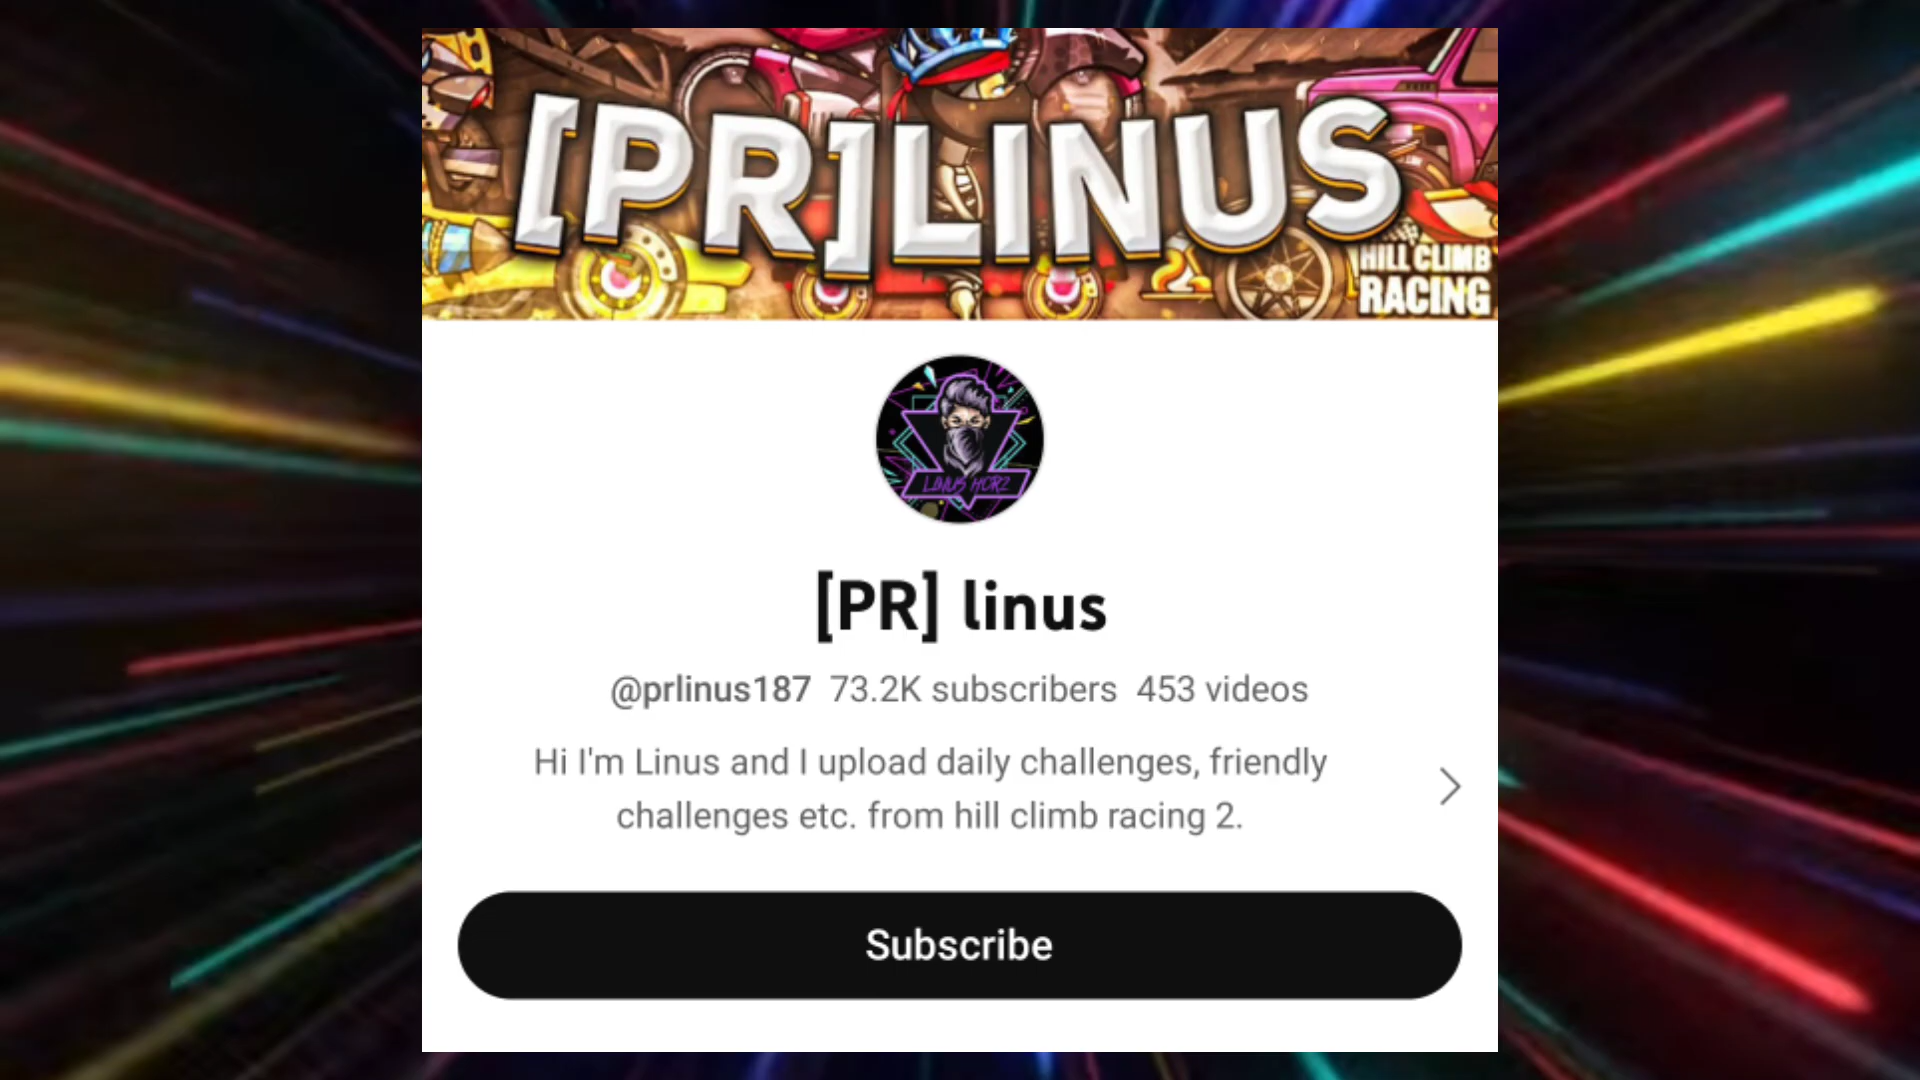 [PR]LINUS
HILL CLIMB
RACING
LINUS HORZ
[PR] linus
@prlinus187 73.2K subscribers 453 videos
Hi I'm Linus and I upload daily challenges, friendly
challenges etc. from hill climb racing 2.
Subscribe